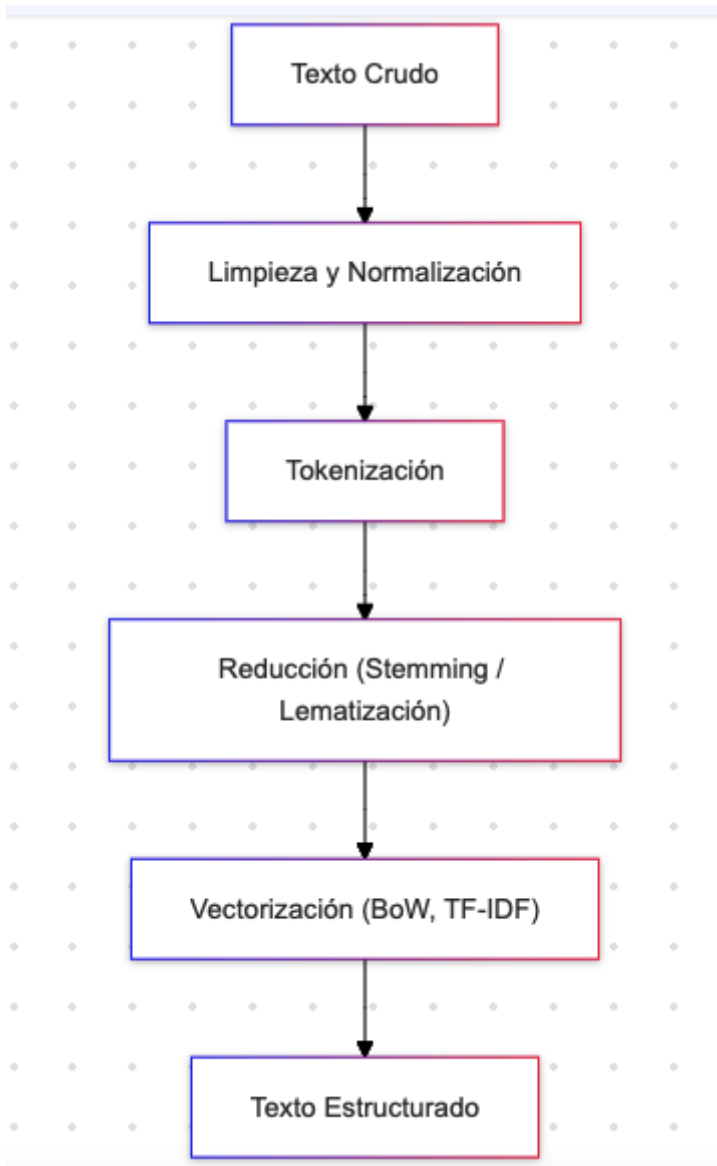 Texto Crudo
Limpieza y Normalización
Tokenización
Reducción (Stemming /
Lematización)
Vectorización (BoW, TF-IDF)
Texto Estructurado